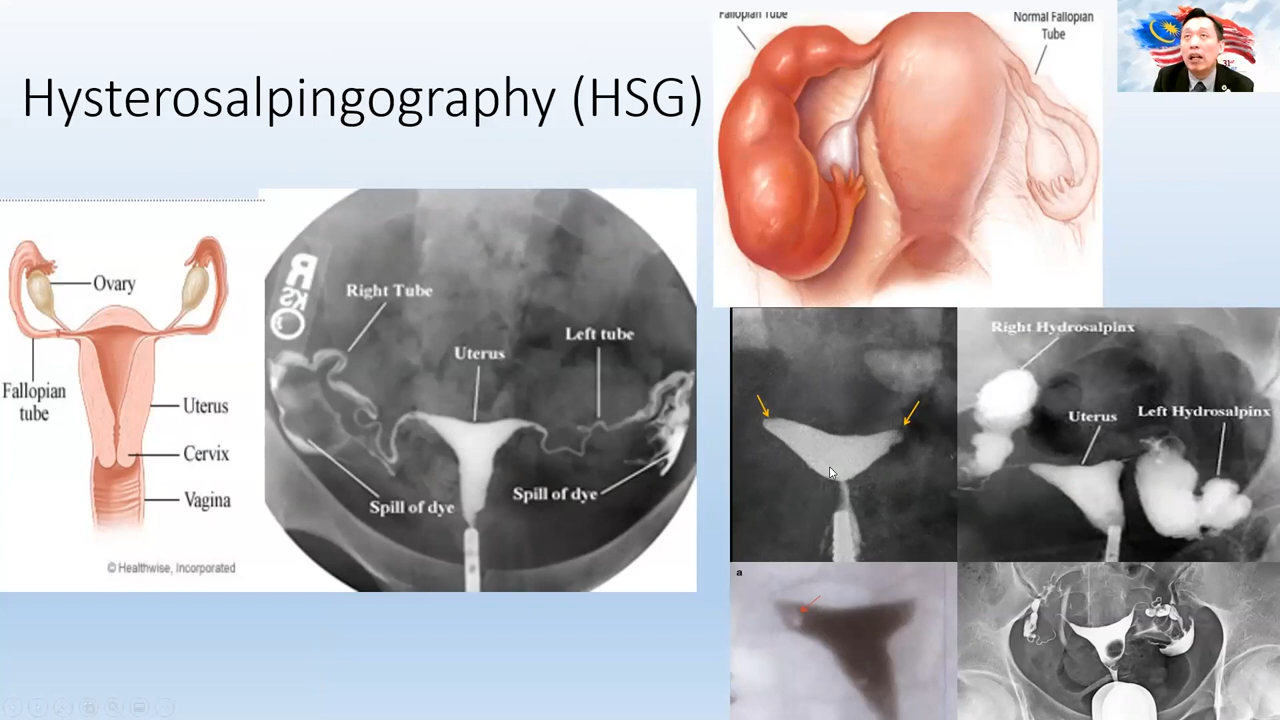 Hysterosalpingography (HSG)
Fallopian Tube
Normal Fallopian
Tube
31
Ovary
Fallopian
tube
Uterus
Cervix
Vagina
© Healthwise, Incorporated
Right Tube
Left tube
Uterus
Spill of dye
Spill of dye
Right Hydrosalpinx
Uterus
Left Hydrosalpinx
a